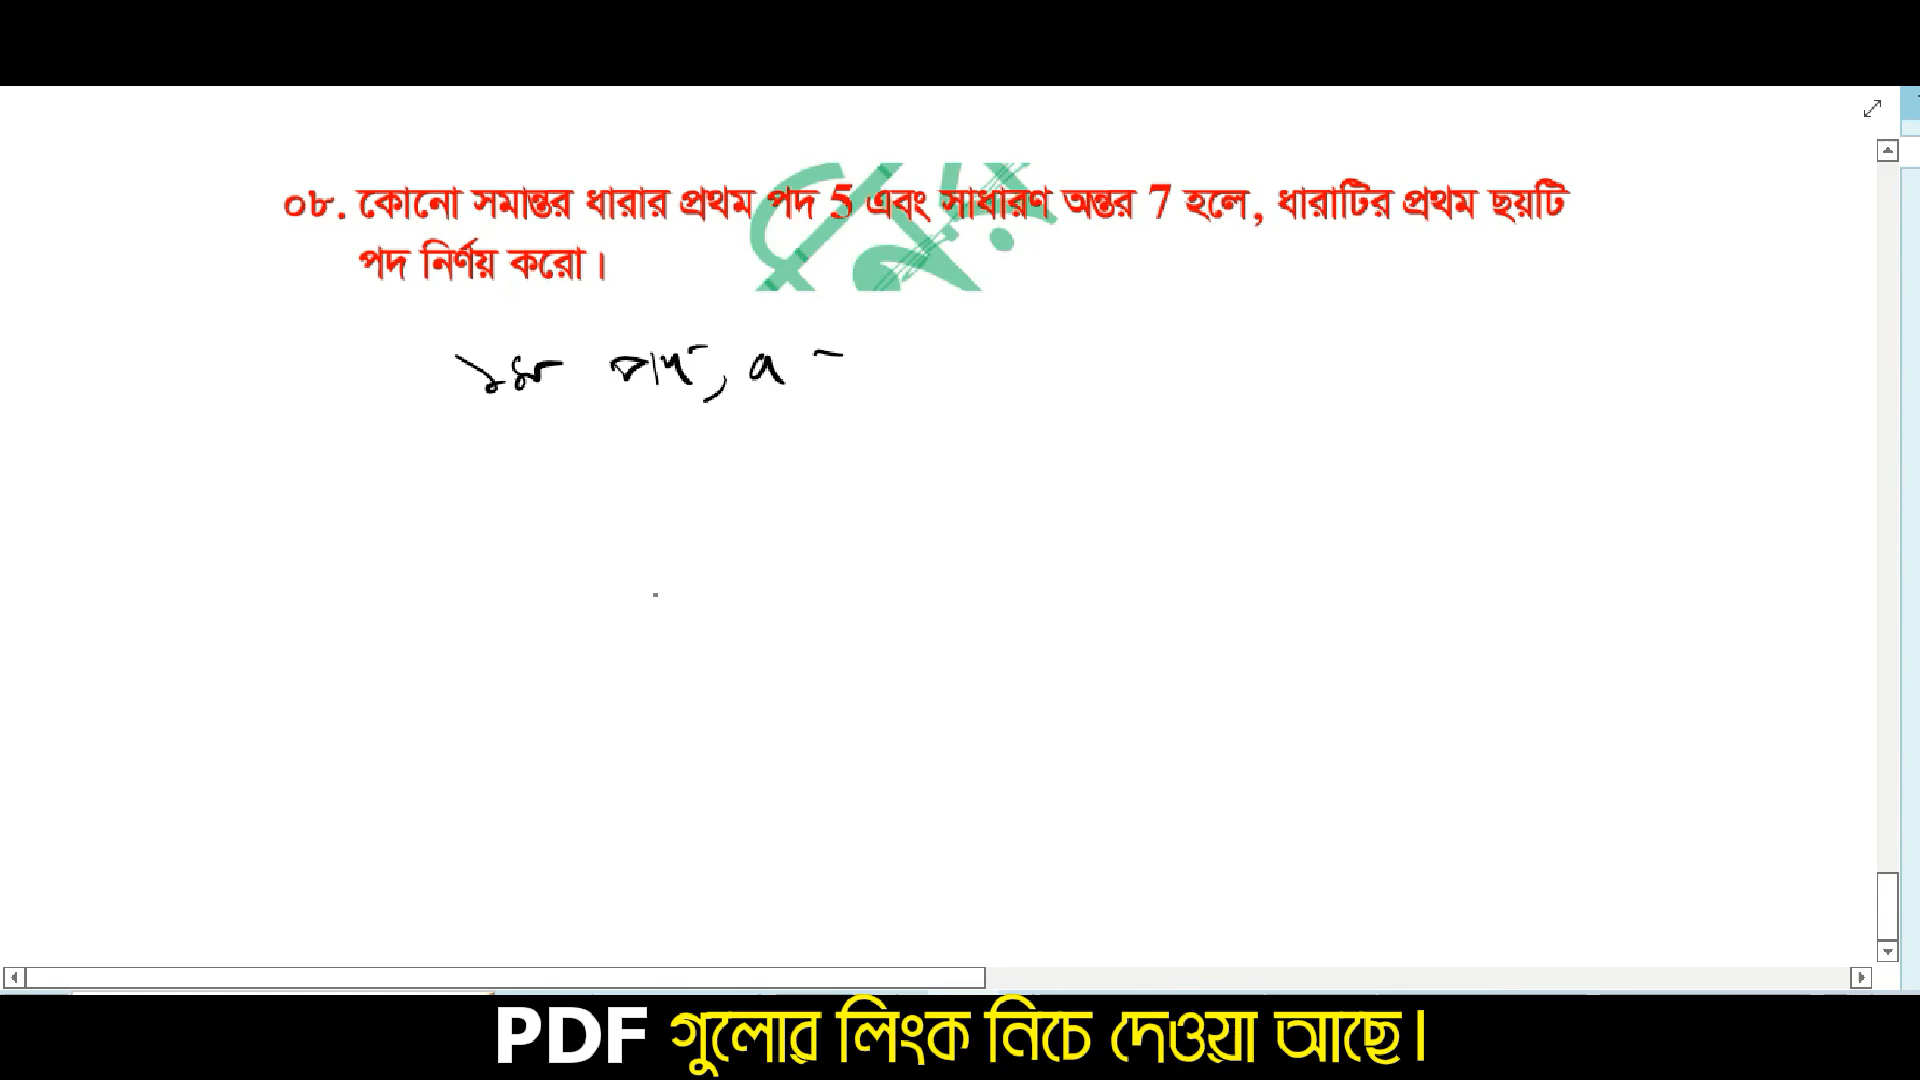 ০৮. কোনো সমান্তর ধারার প্রথম পদ 5 এবং সাধারণ অন্তর 7 হলে, ধারাটির প্রথম ছয়টি
পদ নির্ণয় করো।
১ম পদ, a =
PDF গুলোর লিংক নিচে দেওয়া আছে।